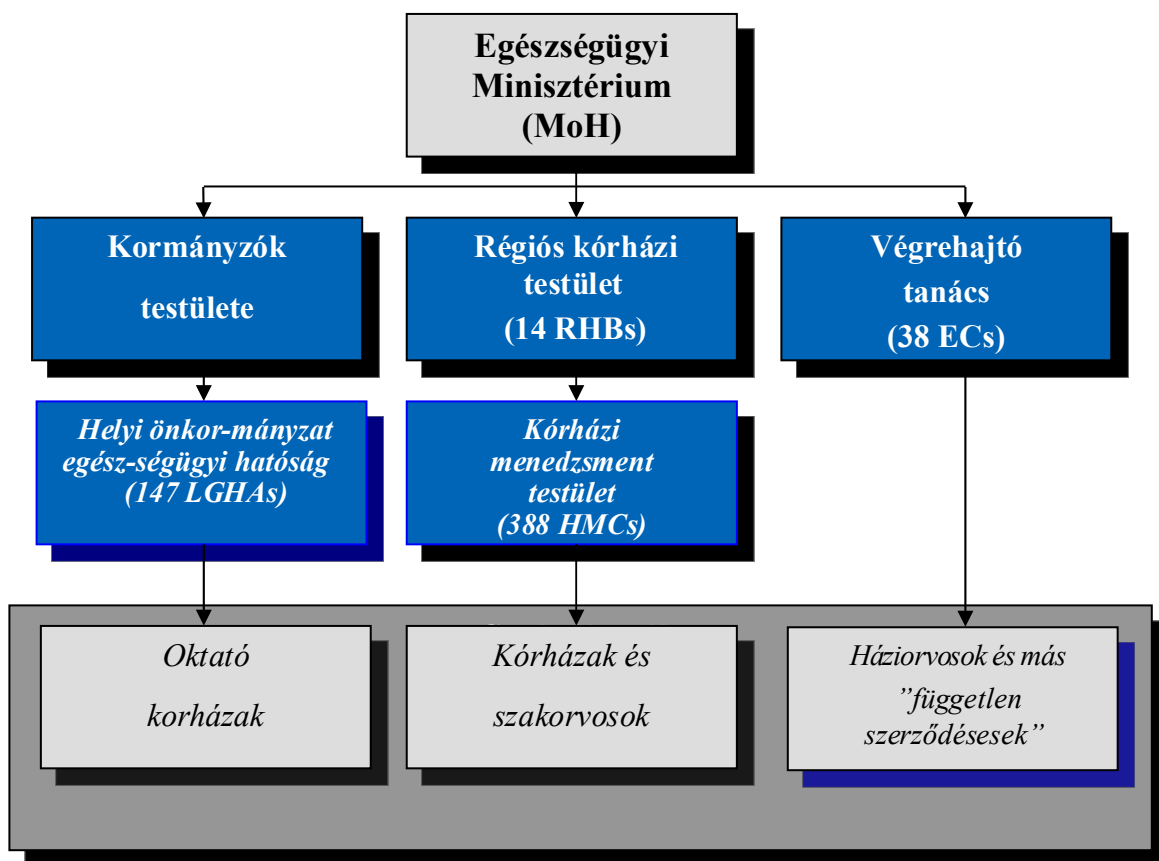 Egészségügyi
Minisztérium
(MoH)
Kormányzók
testülete
Régiós kórházi
testület
(14 RHBs)
Végrehajtó
tanács
(38 ECs)
Helyi önkor-mányzat
egész-ségügyi hatóság
(147 LGHAs)
Kórházi
menedzsment
testület
(388 HMCs)
Oktató
korházak
Kórházak és
szakorvosok
Háziorvosok és más
”független
szerződésesek”